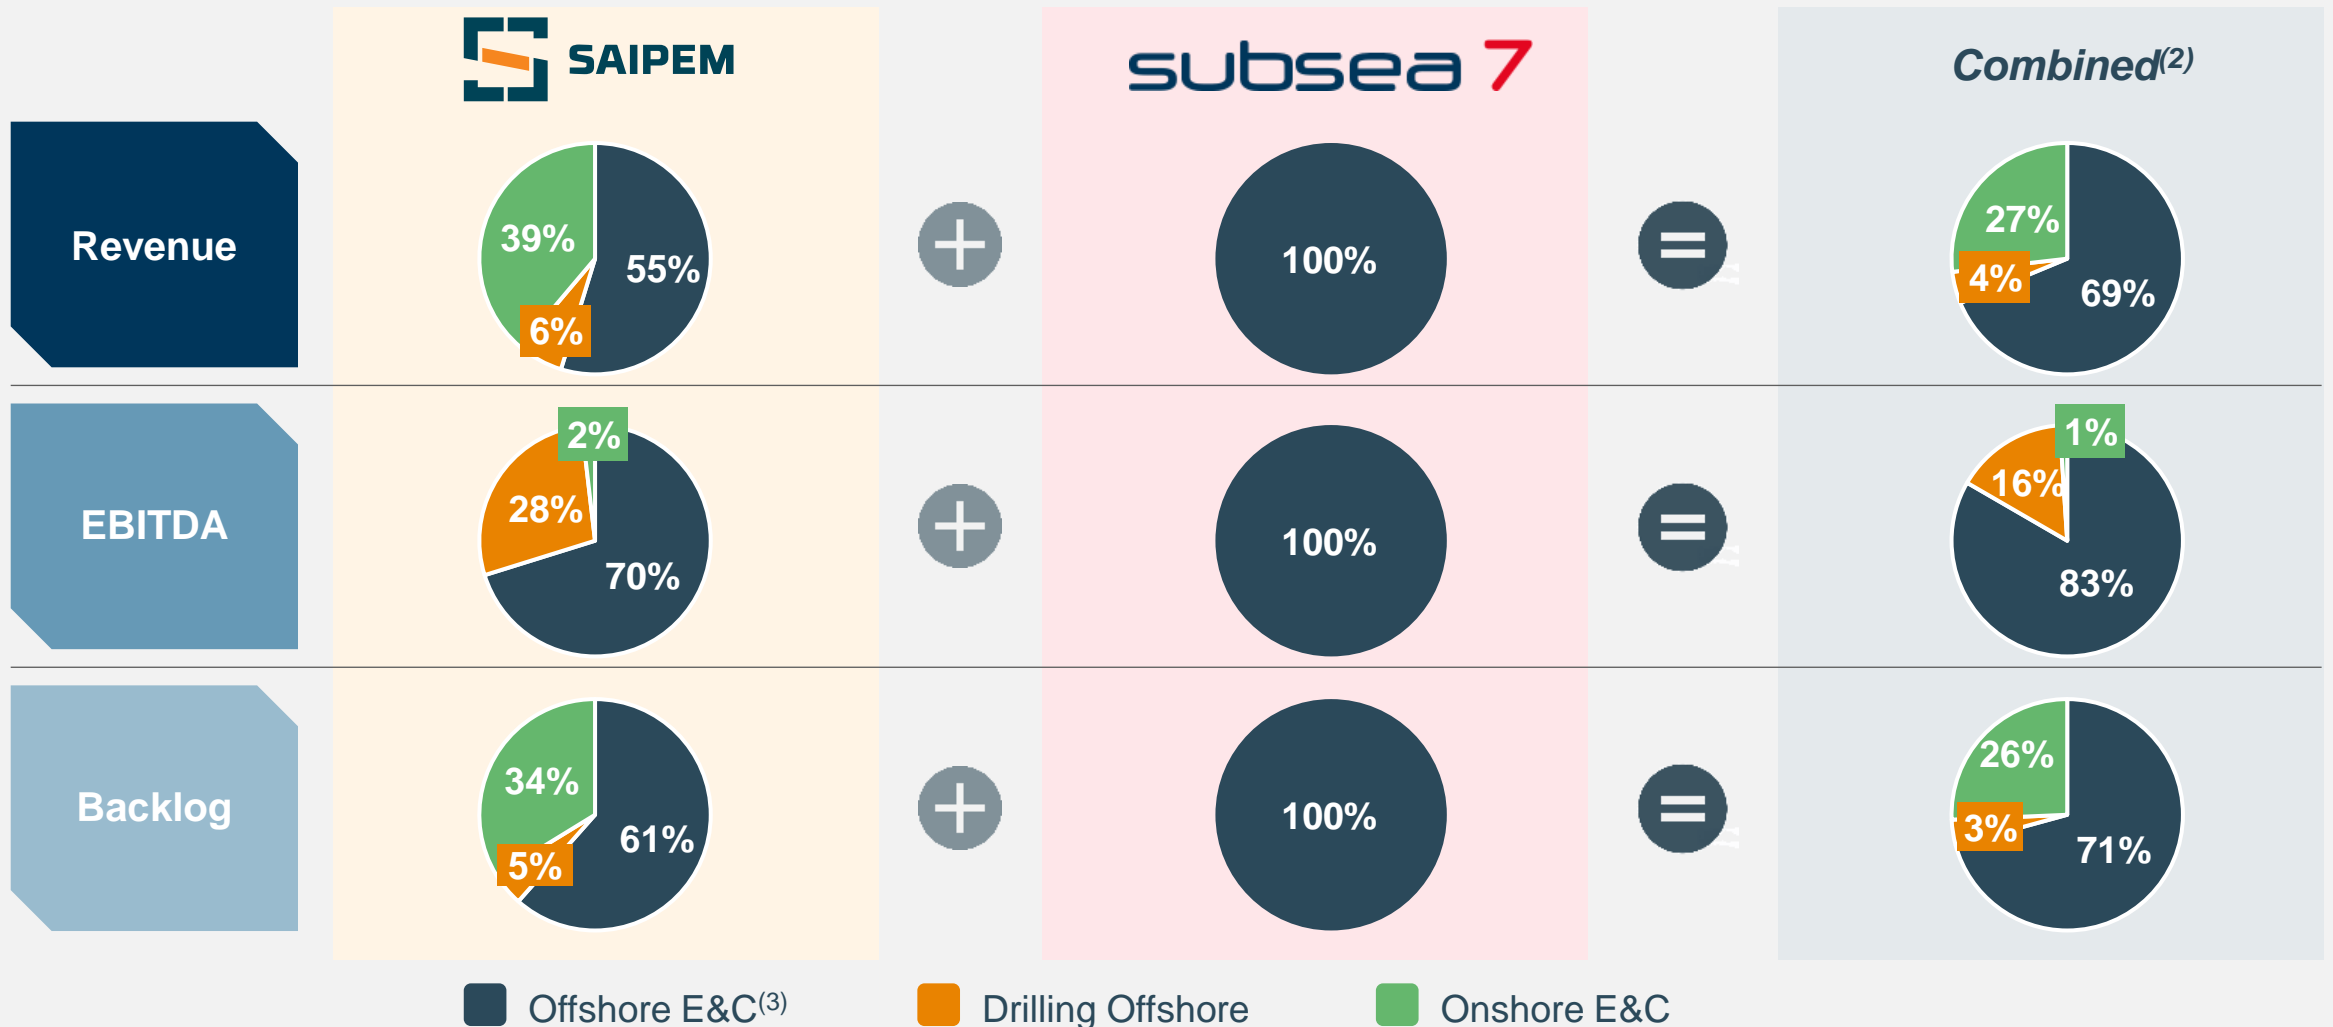 SAIPEM
subsea 7
Combined(2)
Revenue
39%
55%
6%
100%
27%
4%
69%
EBITDA
2%
28%
70%
100%
1%
16%
83%
Backlog
34%
61%
5%
100%
26%
3%
71%
Offshore E&C(3)
Drilling Offshore
Onshore E&C